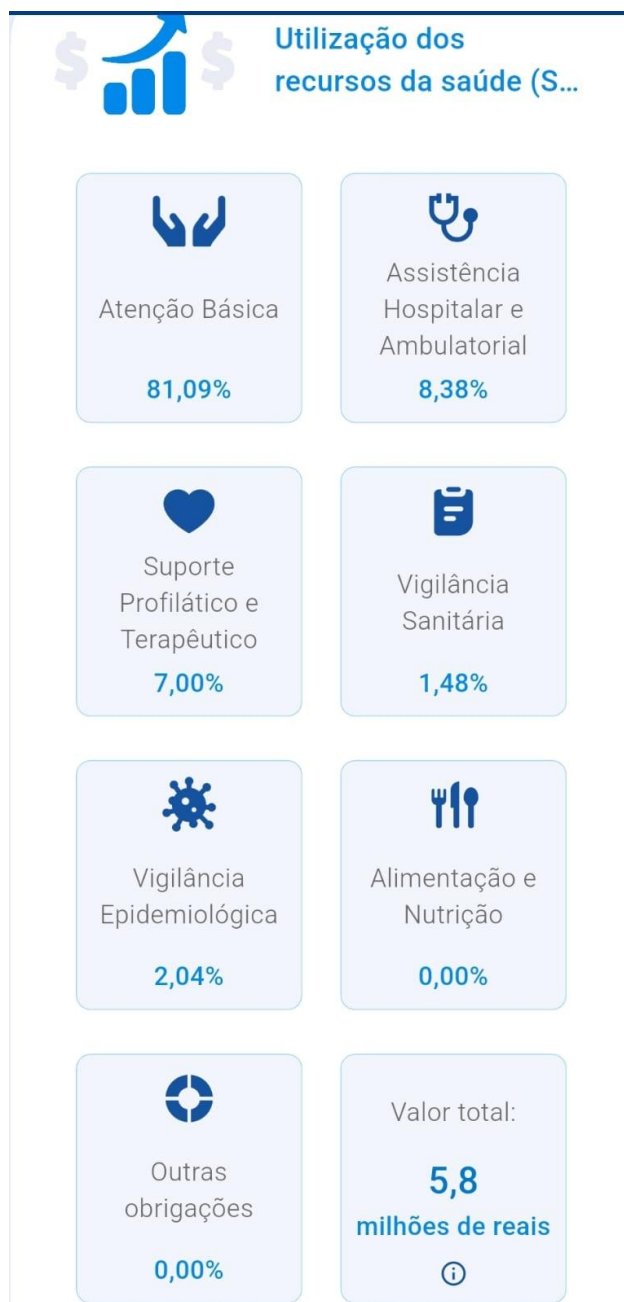 Utilização dos
recursos da saúde (S...
Atenção Básica
81,09%
Assistência
Hospitalar e
Ambulatorial
8,38%
Suporte
Profilático e
Terapêutico
7,00%
Vigilância
Sanitária
1,48%
Vigilância
Epidemiológica
2,04%
Alimentação e
Nutrição
0,00%
Outras
obrigações
0,00%
Valor total:
5,8
milhões de reais